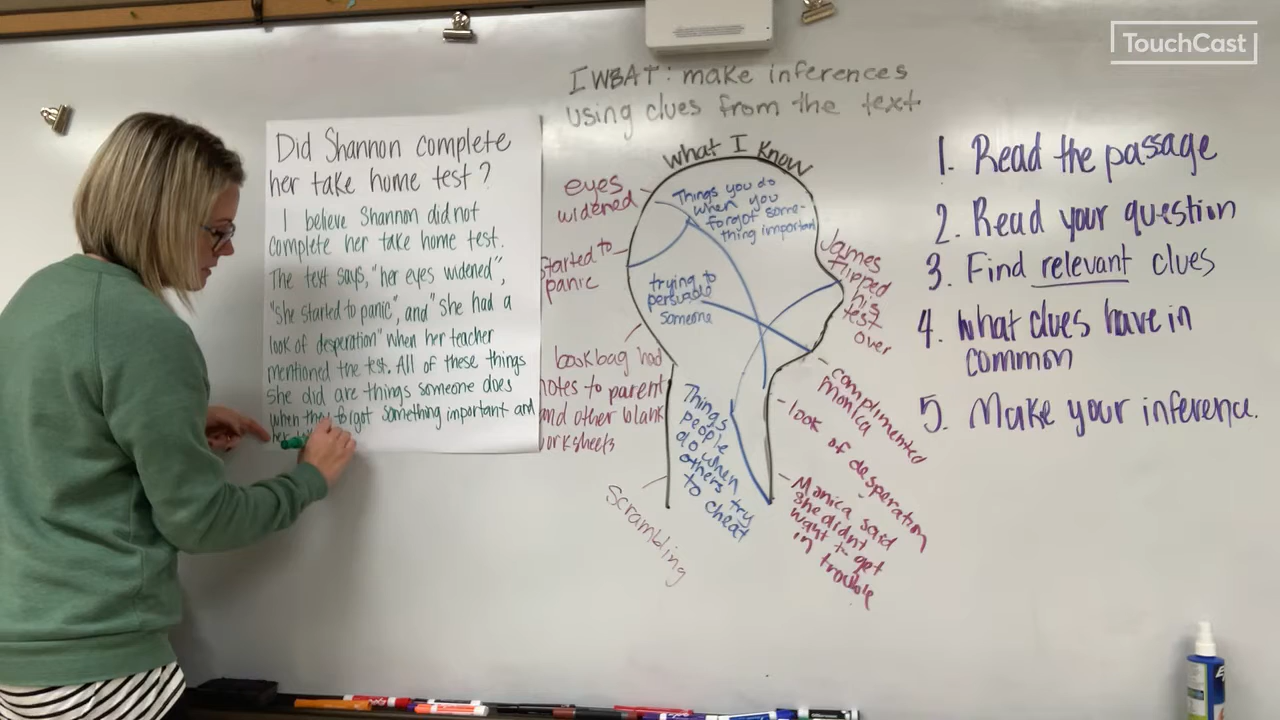 TouchCast
IWBAT: make inferences
using clues from the text
Did Shannon complete
her take home test?
I believe Shannon did not
complete her take home test.
The text says, "her eyes widened",
"she started to panic", and "she had a
look of desperation" when her teacher
mentioned the test. All of these things
she did are things someone does
when they forgot something important and
What I Know
eyes
widened
started to
panic
bookbag had
notes to parent
and other blank
worksheets
scrambling
Things you do
when you
forgot some-
thing important
trying to
persuade
someone
Things
people
do when
others try
to cheat
James
flipped
his
test
over
complimented
monica
look of desperation
Monica said
she didnt
want to get
in trouble
1. Read the passage
2. Read your question
3. Find relevant clues
4. What clues have in
common
5. Make your inference.